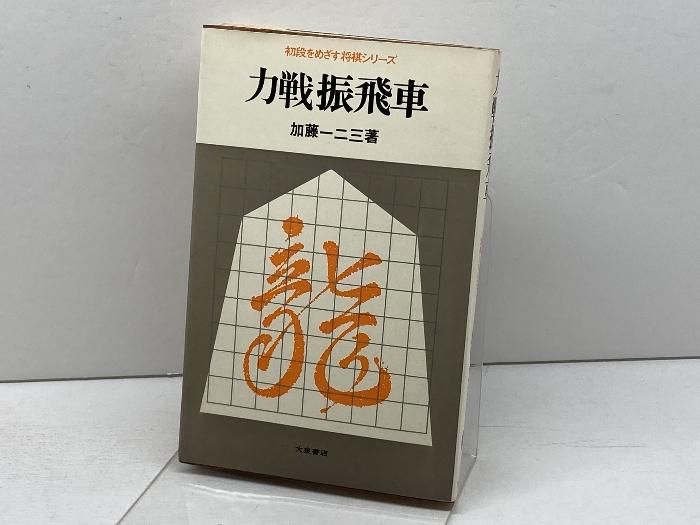 初段をめざす将棋シリーズ
力戦振飛車
加藤一二三著
龍
大泉書店